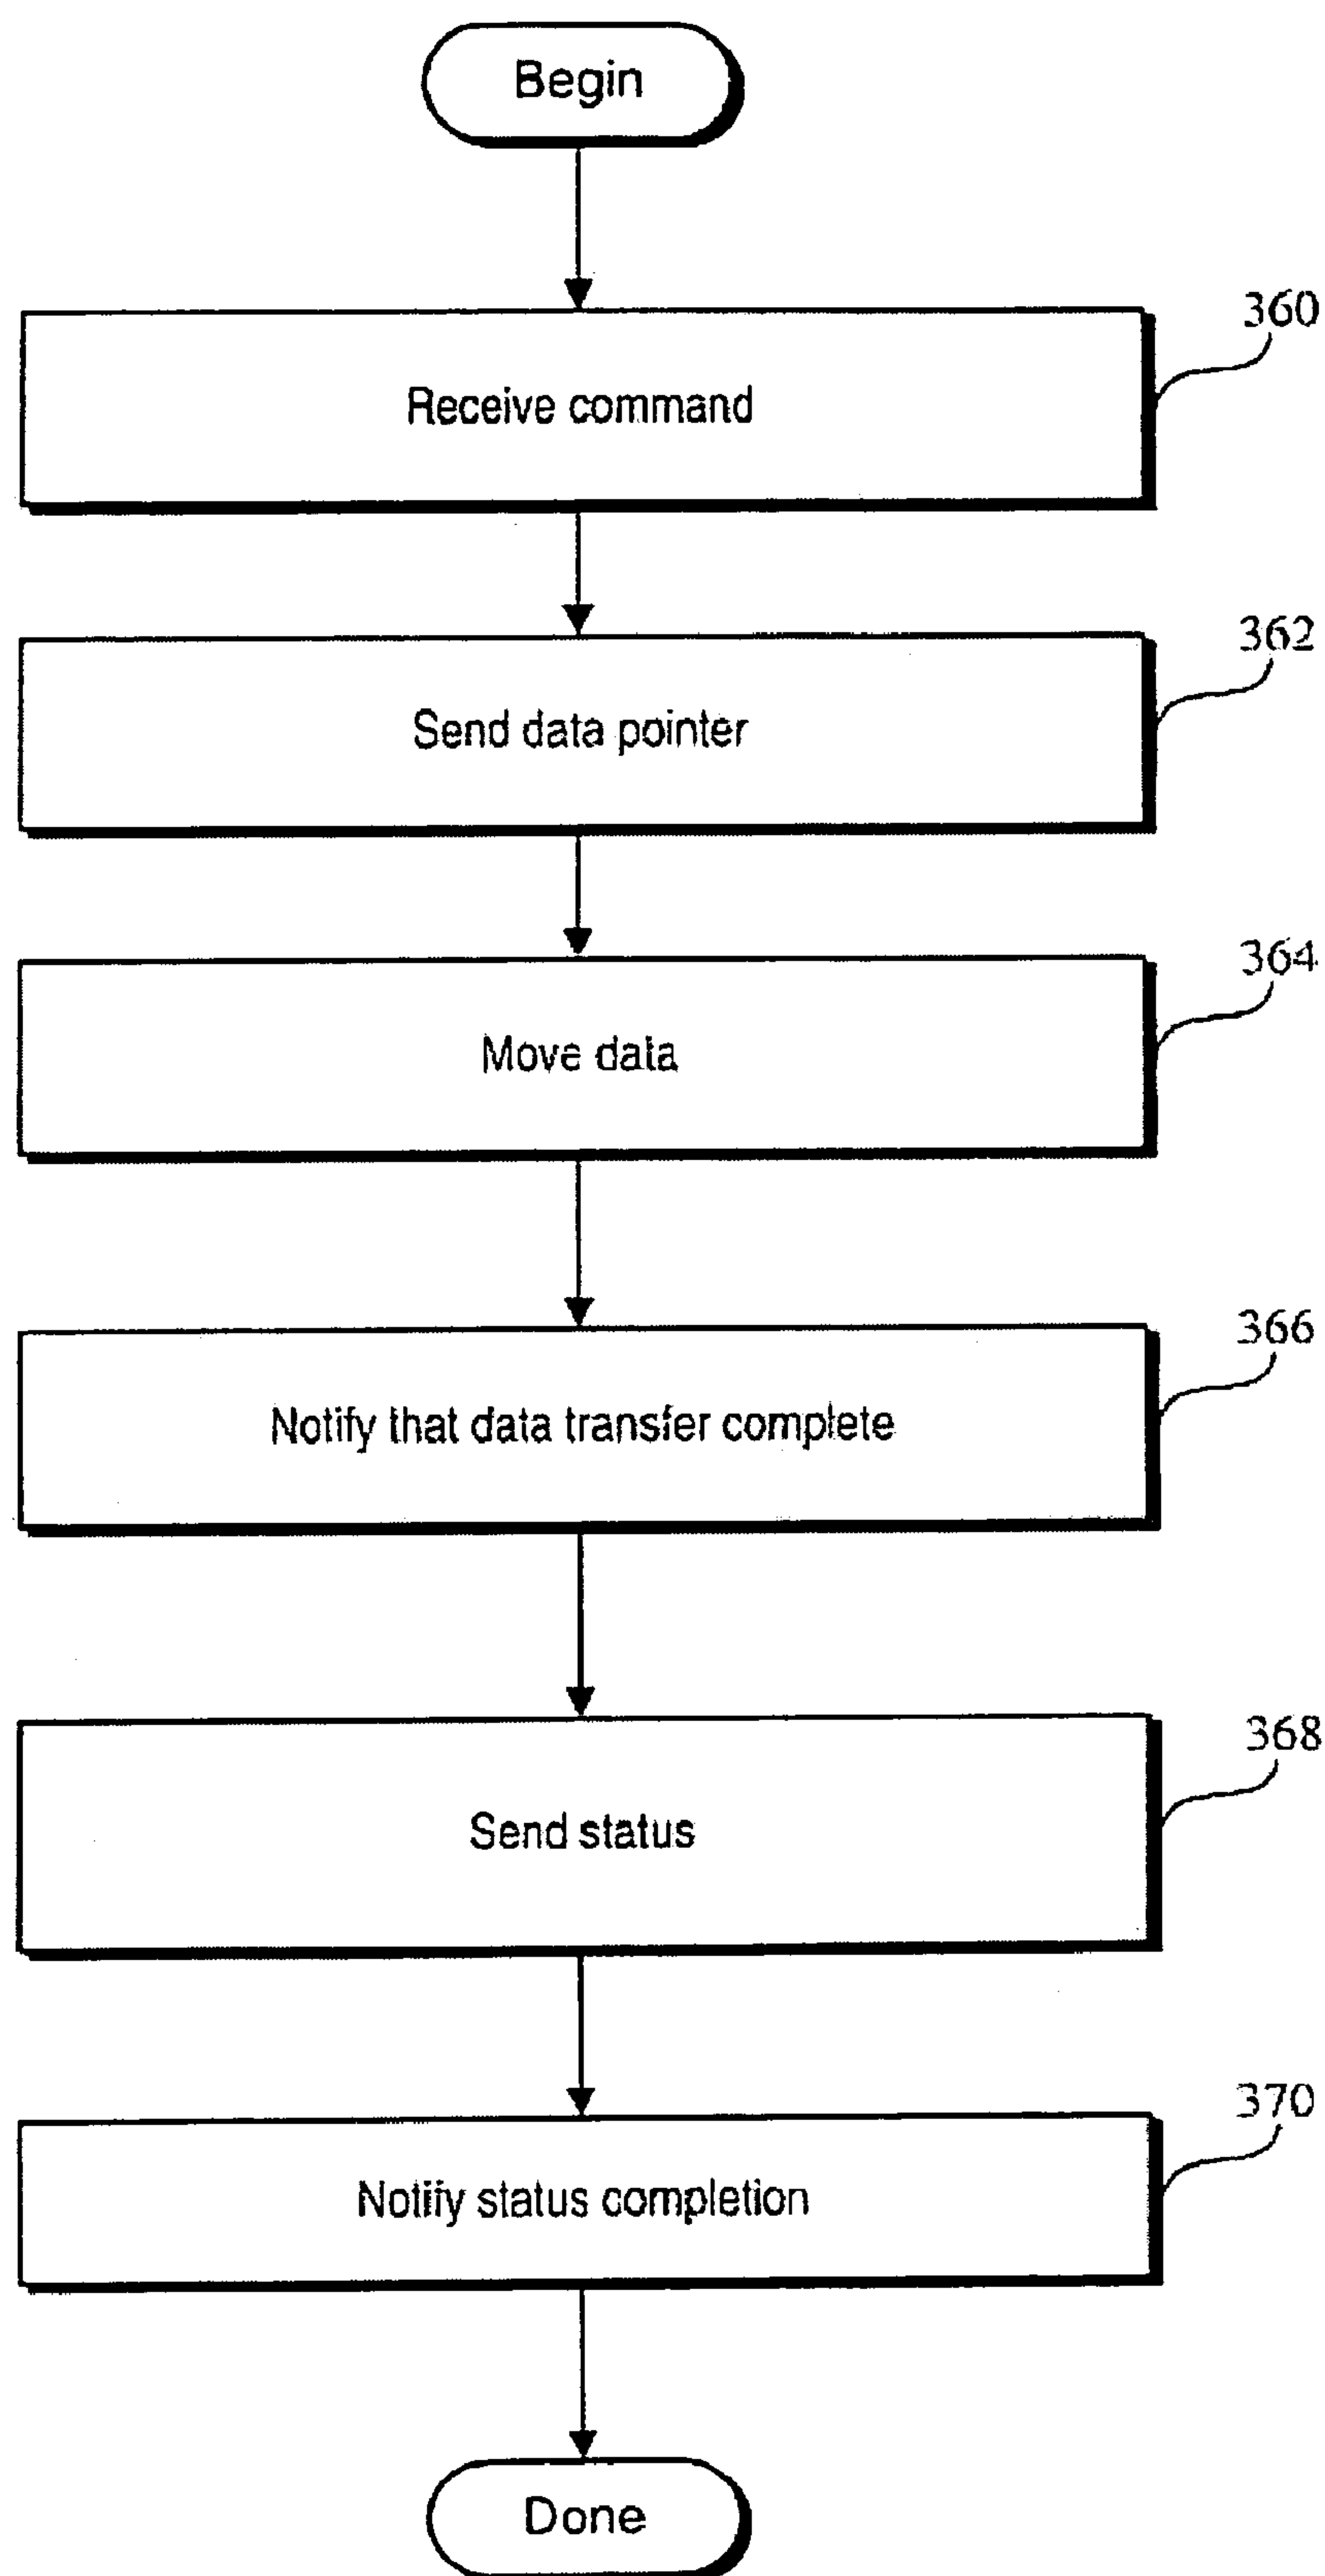 Begin
360
Receive command
362
Send data pointer
364
Move data
366
Notify that data transfer complete
368
Send status
370
Notify status completion
Done